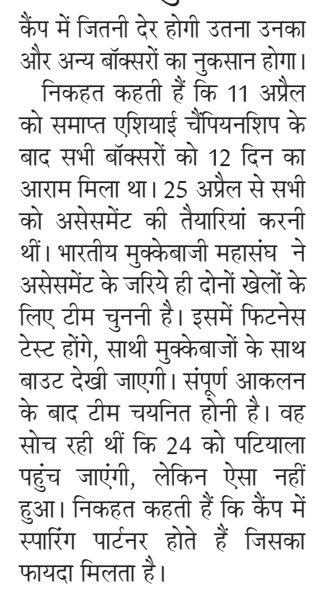 कैंप में जितनी देर होगी उतना उनका
और अन्य बॉक्सरों का नुकसान होगा।
निकहत कहती हैं कि 11 अप्रैल
को समाप्त एशियाई चैंपियनशिप के
बाद सभी बॉक्सरों को 12 दिन का
आराम मिला था। 25 अप्रैल से सभी
को असेसमेंट की तैयारियां करनी
थीं। भारतीय मुक्केबाजी महासंघ ने
असेसमेंट के जरिये ही दोनों खेलों के
लिए टीम चुननी है। इसमें फिटनेस
टेस्ट होंगे, साथी मुक्केबाजों के साथ
बाउट देखी जाएगी। संपूर्ण आकलन
के बाद टीम चयनित होनी है। वह
सोच रही थीं कि 24 को पटियाला
पहुंच जाएंगी, लेकिन ऐसा नहीं
हुआ। निकहत कहती हैं कि कैंप में
स्पारिंग पार्टनर होते हैं जिसका
फायदा मिलता है।